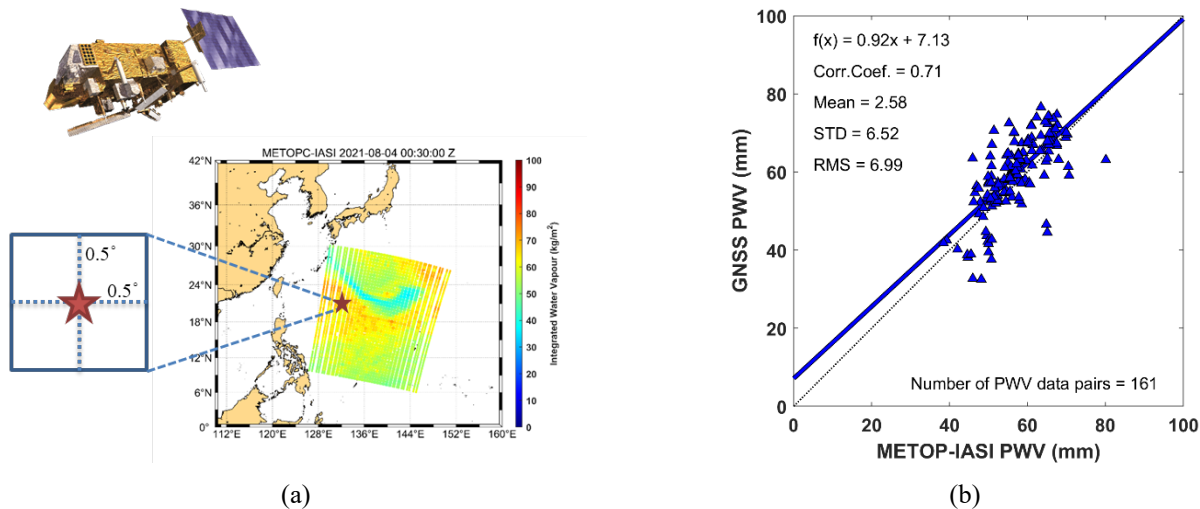 METOPC-IASI 2021-08-04 00:30:00 Z
42°N
36°N
30°N
24°N
18°N
12°N
6°N
0°
112°E 120°E 128°E 136°E 144°E 152°E 160°E
100
90
80
70
60
50
40
30
20
10
0
Integrated Water Vapour (kg/m²)
0.5°
0.5°
(a)
f(x) = 0.92x + 7.13
Corr.Coef. = 0.71
Mean = 2.58
STD = 6.52
RMS = 6.99
Number of PWV data pairs = 161
100
80
60
40
20
0
GNSS PWV (mm)
0 20 40 60 80 100
METOP-IASI PWV (mm)
(b)